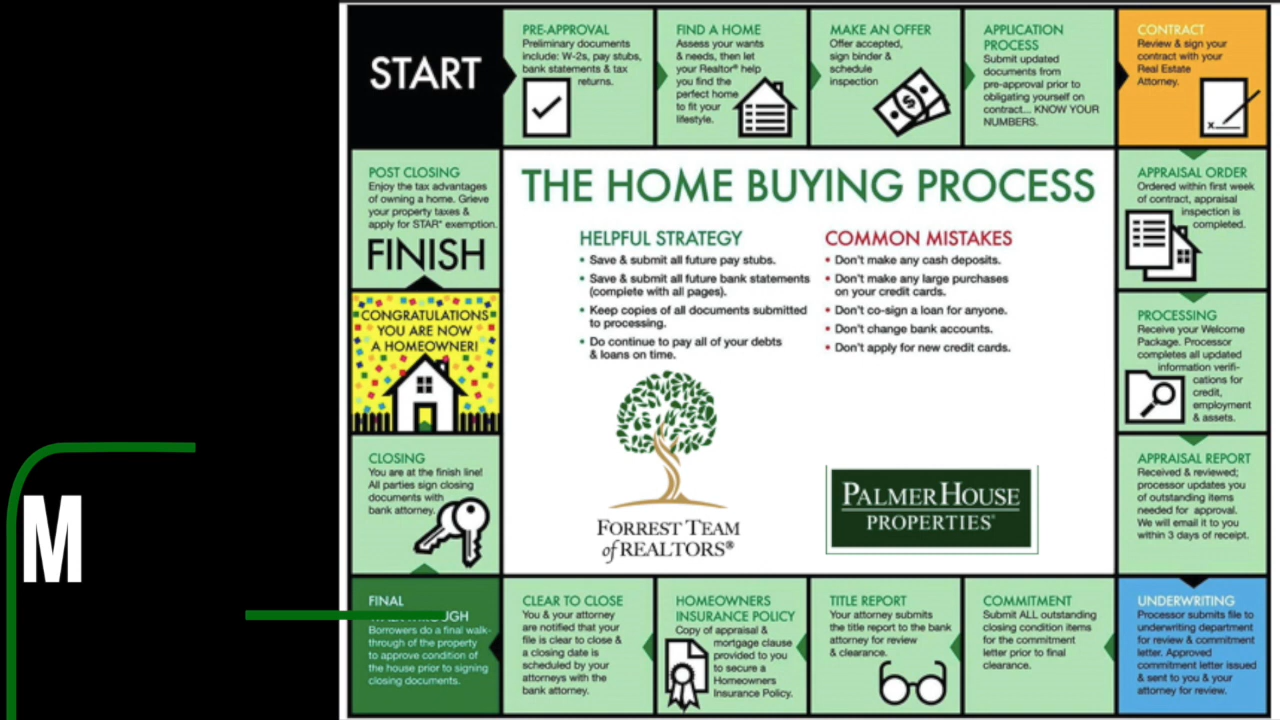 START
PRE-APPROVAL
Preliminary documents
include: W-2s, pay stubs,
bank statements & tax
returns.
FIND A HOME
Assess your wants
& needs, then let
your Realtor® help
you find the
perfect home
to fit your
lifestyle.
MAKE AN OFFER
Offer accepted,
sign binder &
schedule
inspection
APPLICATION
PROCESS
Submit updated
documents from
pre-approval prior to
obligating yourself on
contract... KNOW YOUR
NUMBERS.
CONTRACT
Review & sign your
contract with your
Real Estate
Attorney.
x
APPRAISAL ORDER
Ordered within first week
of contract, appraisal
inspection is
completed.
PROCESSING
Receive your Welcome
Package. Processor
completes all updated
information verifi-
cations for
credit,
employment
& assets.
APPRAISAL REPORT
Received & reviewed;
processor updates you
of outstanding items
needed for approval.
We will email it to you
within 3 days of receipt.
UNDERWRITING
Processor submits file to
underwriting department
for review & commitment
letter. Approved
commitment letter issued
& sent to you & your
attorney for review.
COMMITMENT
Submit ALL outstanding
closing condition items
for the commitment
letter prior to final
clearance.
TITLE REPORT
Your attorney submits
the title report to the bank
attorney for review
& clearance.
HOMEOWNERS
INSURANCE POLICY
Copy of appraisal &
mortgage clause
provided to you
to secure a
Homeowners
Insurance Policy.
CLEAR TO CLOSE
You & your attorney
are notified that your
file is clear to close &
a closing date is
scheduled by your
attorneys with the
bank attorney.
FINAL
Borrowers do a final walk-
through of the property
to approve condition of
the house prior to signing
closing documents.
CLOSING
You are at the finish line!
All parties sign closing
documents with
bank attorney.
CONGRATULATIONS
YOU ARE NOW
A HOMEOWNER!
POST CLOSING
Enjoy the tax advantages
of owning a home. Grieve
your property taxes &
apply for STAR* exemption.
FINISH
THE HOME BUYING PROCESS
HELPFUL STRATEGY
• Save & submit all future pay stubs.
• Save & submit all future bank statements
(complete with all pages).
• Keep copies of all documents submitted
to processing.
• Do continue to pay all of your debts
& loans on time.
COMMON MISTAKES
• Don't make any cash deposits.
• Don't make any large purchases
on your credit cards.
• Don't co-sign a loan for anyone.
• Don't change bank accounts.
• Don't apply for new credit cards.
FORREST TEAM
of REALTORS®
PALMERHOUSE
PROPERTIES®
M